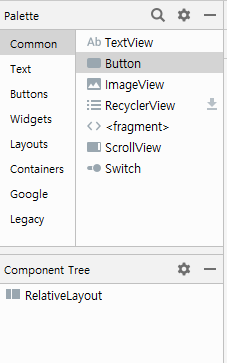 Palette
Common
Text
Buttons
Widgets
Layouts
Containers
Google
Legacy
Ab TextView
Button
ImageView
RecyclerView
<fragment>
ScrollView
Switch
Component Tree
RelativeLayout